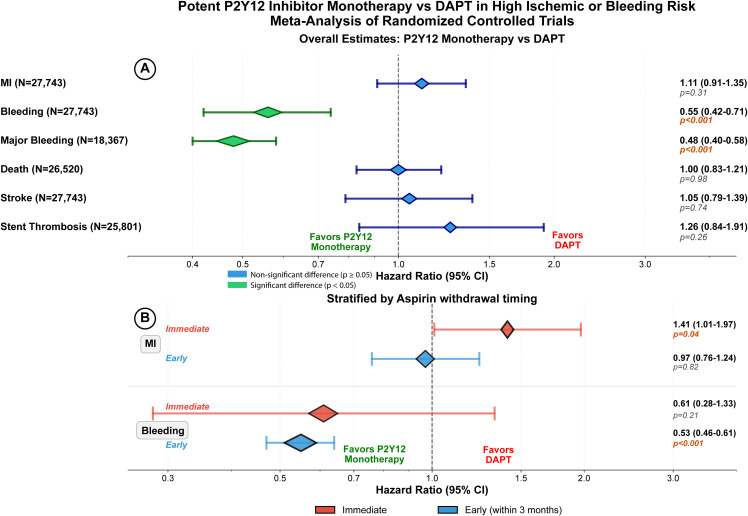 Potent P2Y12 Inhibitor Monotherapy vs DAPT in High Ischemic or Bleeding Risk
Meta-Analysis of Randomized Controlled Trials
Overall Estimates: P2Y12 Monotherapy vs DAPT
A
MI (N=27,743)
1.11 (0.91-1.35)
p=0.31
Bleeding (N=27,743)
0.55 (0.42-0.71)
p<0.001
Major Bleeding (N=18,367)
0.48 (0.40-0.58)
p<0.001
Death (N=26,520)
1.00 (0.83-1.21)
p=0.98
Stroke (N=27,743)
1.05 (0.79-1.39)
p=0.74
Stent Thrombosis (N=25,801)
1.26 (0.84-1.91)
p=0.26
Favors P2Y12
Monotherapy
Favors
DAPT
0.4 0.5 0.7 1.0 2.0 3.0
Hazard Ratio (95% CI)
Non-significant difference (p ≥ 0.05)
Significant difference (p < 0.05)
Stratified by Aspirin withdrawal timing
B
MI
Immediate
1.41 (1.01-1.97)
p=0.04
Early
0.97 (0.76-1.24)
p=0.82
Bleeding
Immediate
0.61 (0.28-1.33)
p=0.21
Early
0.53 (0.46-0.61)
p<0.001
Favors P2Y12
Monotherapy
Favors
DAPT
0.3 0.5 0.7 1.0 2.0 3.0
Hazard Ratio (95% CI)
Immediate
Early (within 3 months)